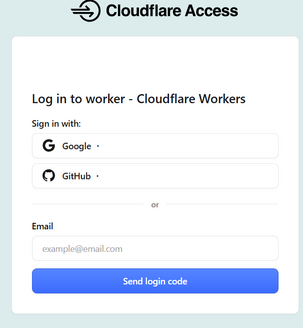 Cloudflare Access
Log in to worker - Cloudflare Workers
Sign in with:
Google ·
GitHub ·
or
Email
example@email.com
Send login code